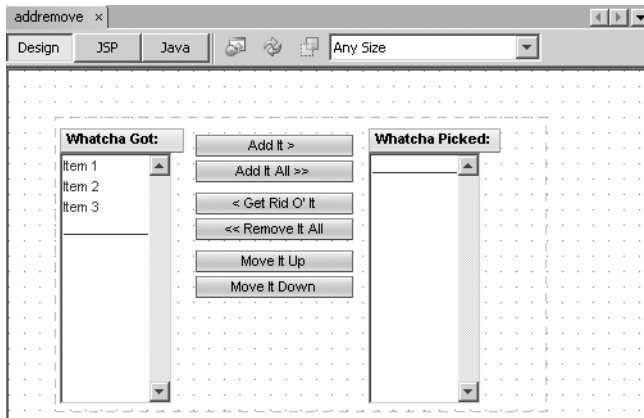 addremove ×
Design JSP Java Any Size
Whatcha Got:
Item 1
Item 2
Item 3
Add It >
Add It All >>
< Get Rid O' It
<< Remove It All
Move It Up
Move It Down
Whatcha Picked: